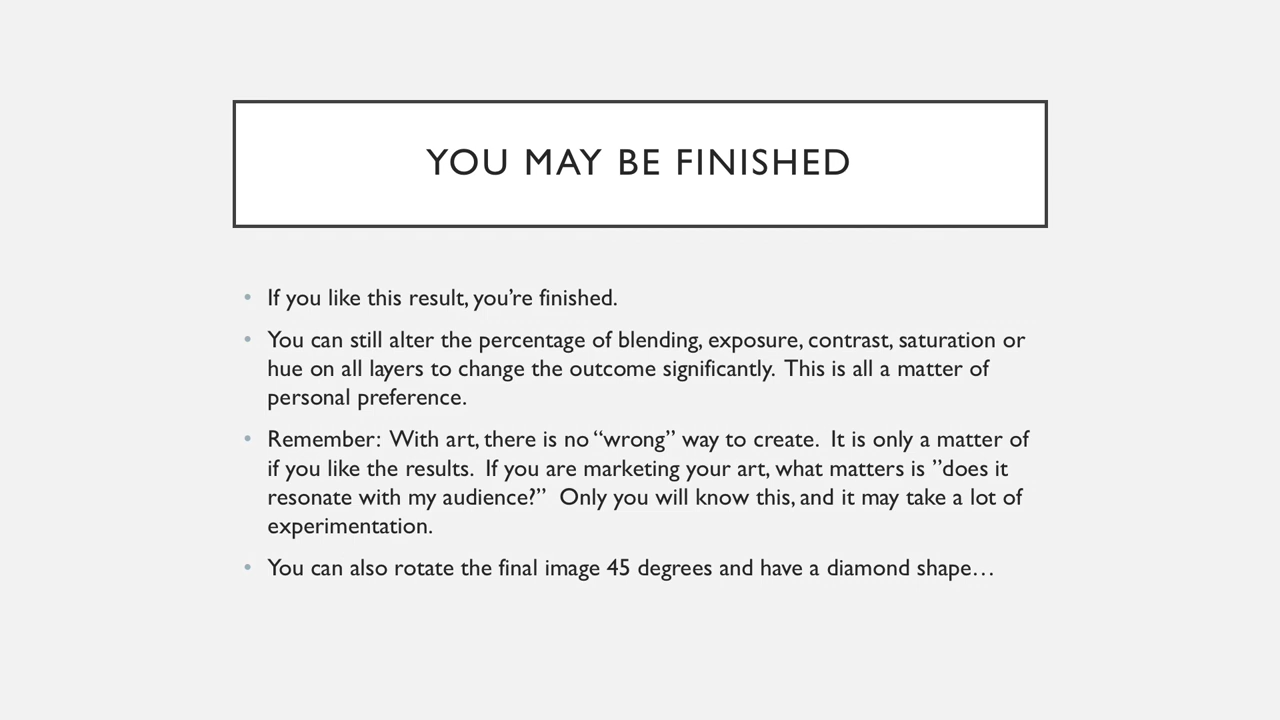 YOU MAY BE FINISHED
• If you like this result, you’re finished.
• You can still alter the percentage of blending, exposure, contrast, saturation or
hue on all layers to change the outcome significantly.  This is all a matter of
personal preference.
• Remember:  With art, there is no “wrong” way to create.  It is only a matter of
if you like the results.  If you are marketing your art, what matters is ”does it
resonate with my audience?”  Only you will know this, and it may take a lot of
experimentation.
• You can also rotate the final image 45 degrees and have a diamond shape…